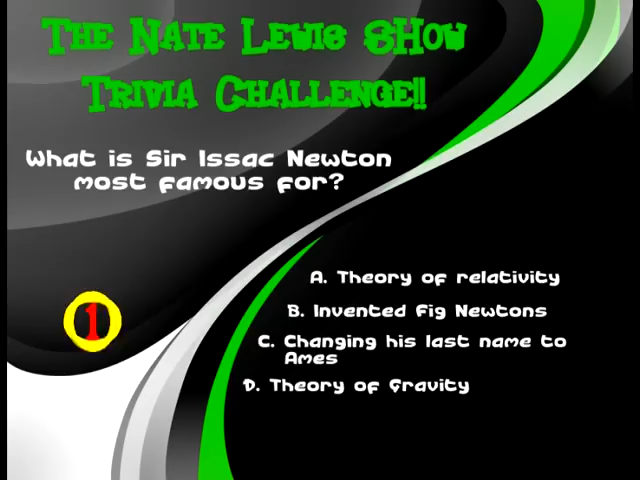 The Nate Lewis SHow
Trivia Challenge!!
What is Sir Issac Newton
most famous for?
A. Theory of relativity
B. Invented Fig Newtons
1
C. Changing his last name to
Ames
D. Theory of Gravity